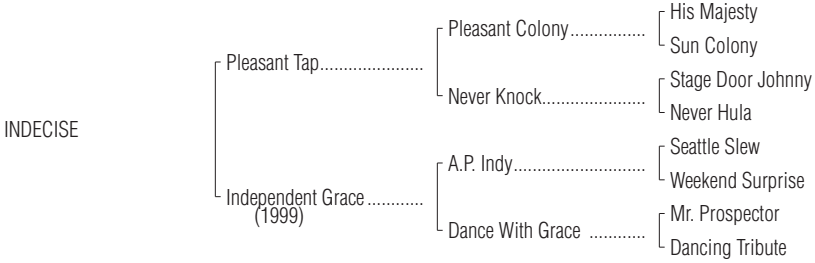 His Majesty
Pleasant Colony................
Sun Colony
Pleasant Tap......................
Stage Door Johnny
Never Knock......................
Never Hula
INDECISE
Seattle Slew
A.P. Indy............................
Weekend Surprise
Independent Grace............
(1999)
Mr. Prospector
Dance With Grace ............
Dancing Tribute